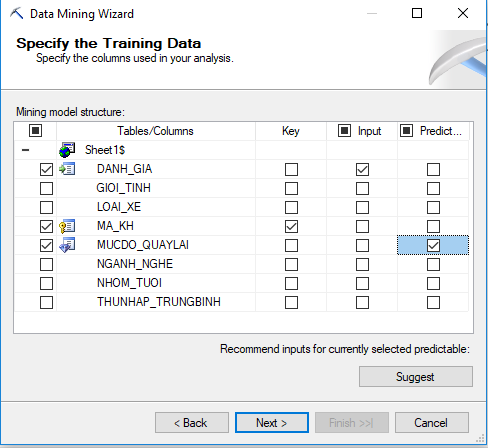 Data Mining Wizard
Specify the Training Data
Specify the columns used in your analysis.
Mining model structure:
Tables/Columns Key Input Predict...
Sheet1$
DANH_GIA
GIOI_TINH
LOAI_XE
MA_KH
MUCDO_QUAYLAI
NGANH_NGHE
NHOM_TUOI
THUNHAP_TRUNGBINH
Recommend inputs for currently selected predictable:
Suggest
< Back Next > Finish >>| Cancel